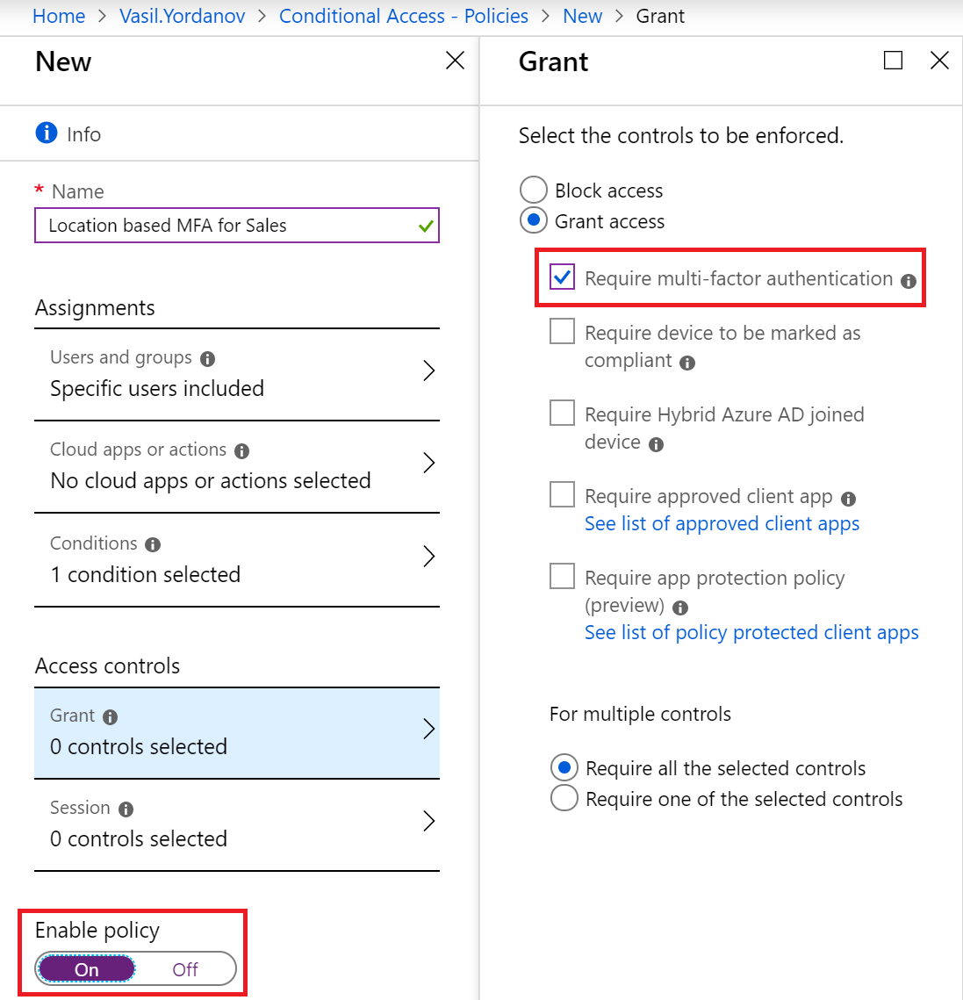 Home > Vasil.Yordanov > Conditional Access - Policies > New > Grant
New
Info
* Name
Location based MFA for Sales
Assignments
Users and groups
Specific users included
Cloud apps or actions
No cloud apps or actions selected
Conditions
1 condition selected
Access controls
Grant
0 controls selected
Session
0 controls selected
Enable policy
On Off
Grant
Select the controls to be enforced.
Block access
Grant access
Require multi-factor authentication
Require device to be marked as
compliant
Require Hybrid Azure AD joined
device
Require approved client app
See list of approved client apps
Require app protection policy
(preview)
See list of policy protected client apps
For multiple controls
Require all the selected controls
Require one of the selected controls